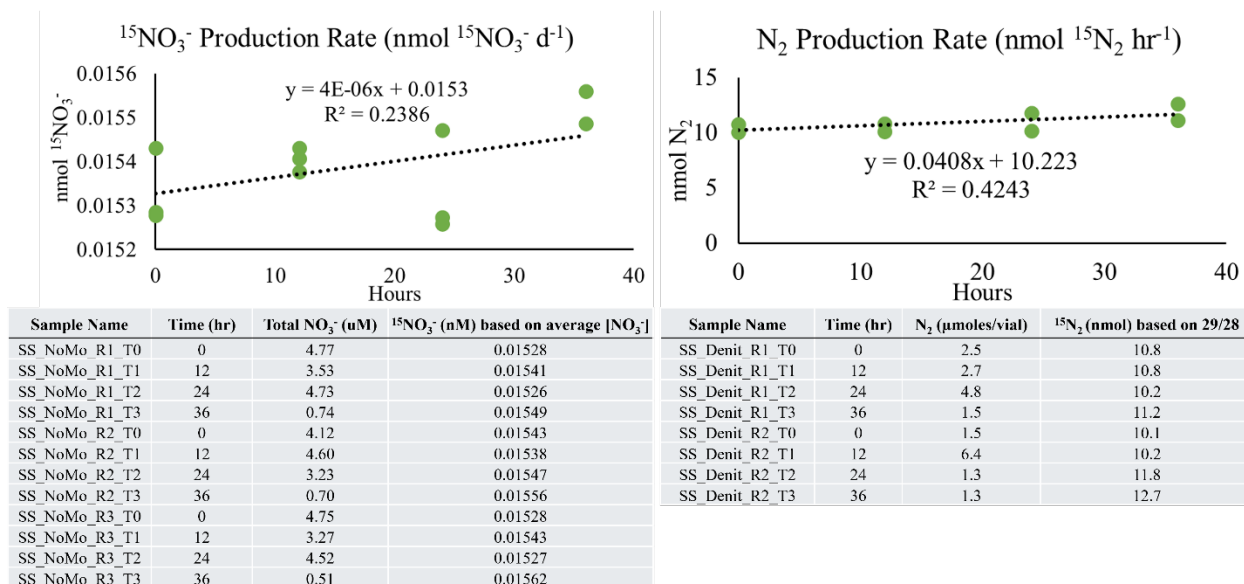 ¹⁵NO₃⁻ Production Rate (nmol ¹⁵NO₃⁻ d⁻¹)
0.0156
0.0155
0.0154
0.0153
0.0152
nmol ¹⁵NO₃⁻
y = 4E-06x + 0.0153
R² = 0.2386
0 10 20 30 40
Hours
N₂ Production Rate (nmol ¹⁵N₂ hr⁻¹)
15
10
5
0
nmol N₂
y = 0.0408x + 10.223
R² = 0.4243
0 10 20 30 40
Hours
Sample Name Time (hr) Total NO₃⁻ (uM) ¹⁵NO₃⁻ (nM) based on average [NO₃⁻]
SS_NoMo_R1_T0 0 4.77 0.01528
SS_NoMo_R1_T1 12 3.53 0.01541
SS_NoMo_R1_T2 24 4.73 0.01526
SS_NoMo_R1_T3 36 0.74 0.01549
SS_NoMo_R2_T0 0 4.12 0.01543
SS_NoMo_R2_T1 12 4.60 0.01538
SS_NoMo_R2_T2 24 3.23 0.01547
SS_NoMo_R2_T3 36 0.70 0.01556
SS_NoMo_R3_T0 0 4.75 0.01528
SS_NoMo_R3_T1 12 3.27 0.01543
SS_NoMo_R3_T2 24 4.52 0.01527
SS_NoMo_R3_T3 36 0.51 0.01562
Sample Name Time (hr) N₂ (μmoles/vial) ¹⁵N₂ (nmol) based on 29/28
SS_Denit_R1_T0 0 2.5 10.8
SS_Denit_R1_T1 12 2.7 10.8
SS_Denit_R1_T2 24 4.8 10.2
SS_Denit_R1_T3 36 1.5 11.2
SS_Denit_R2_T0 0 1.5 10.1
SS_Denit_R2_T1 12 6.4 10.2
SS_Denit_R2_T2 24 1.3 11.8
SS_Denit_R2_T3 36 1.3 12.7